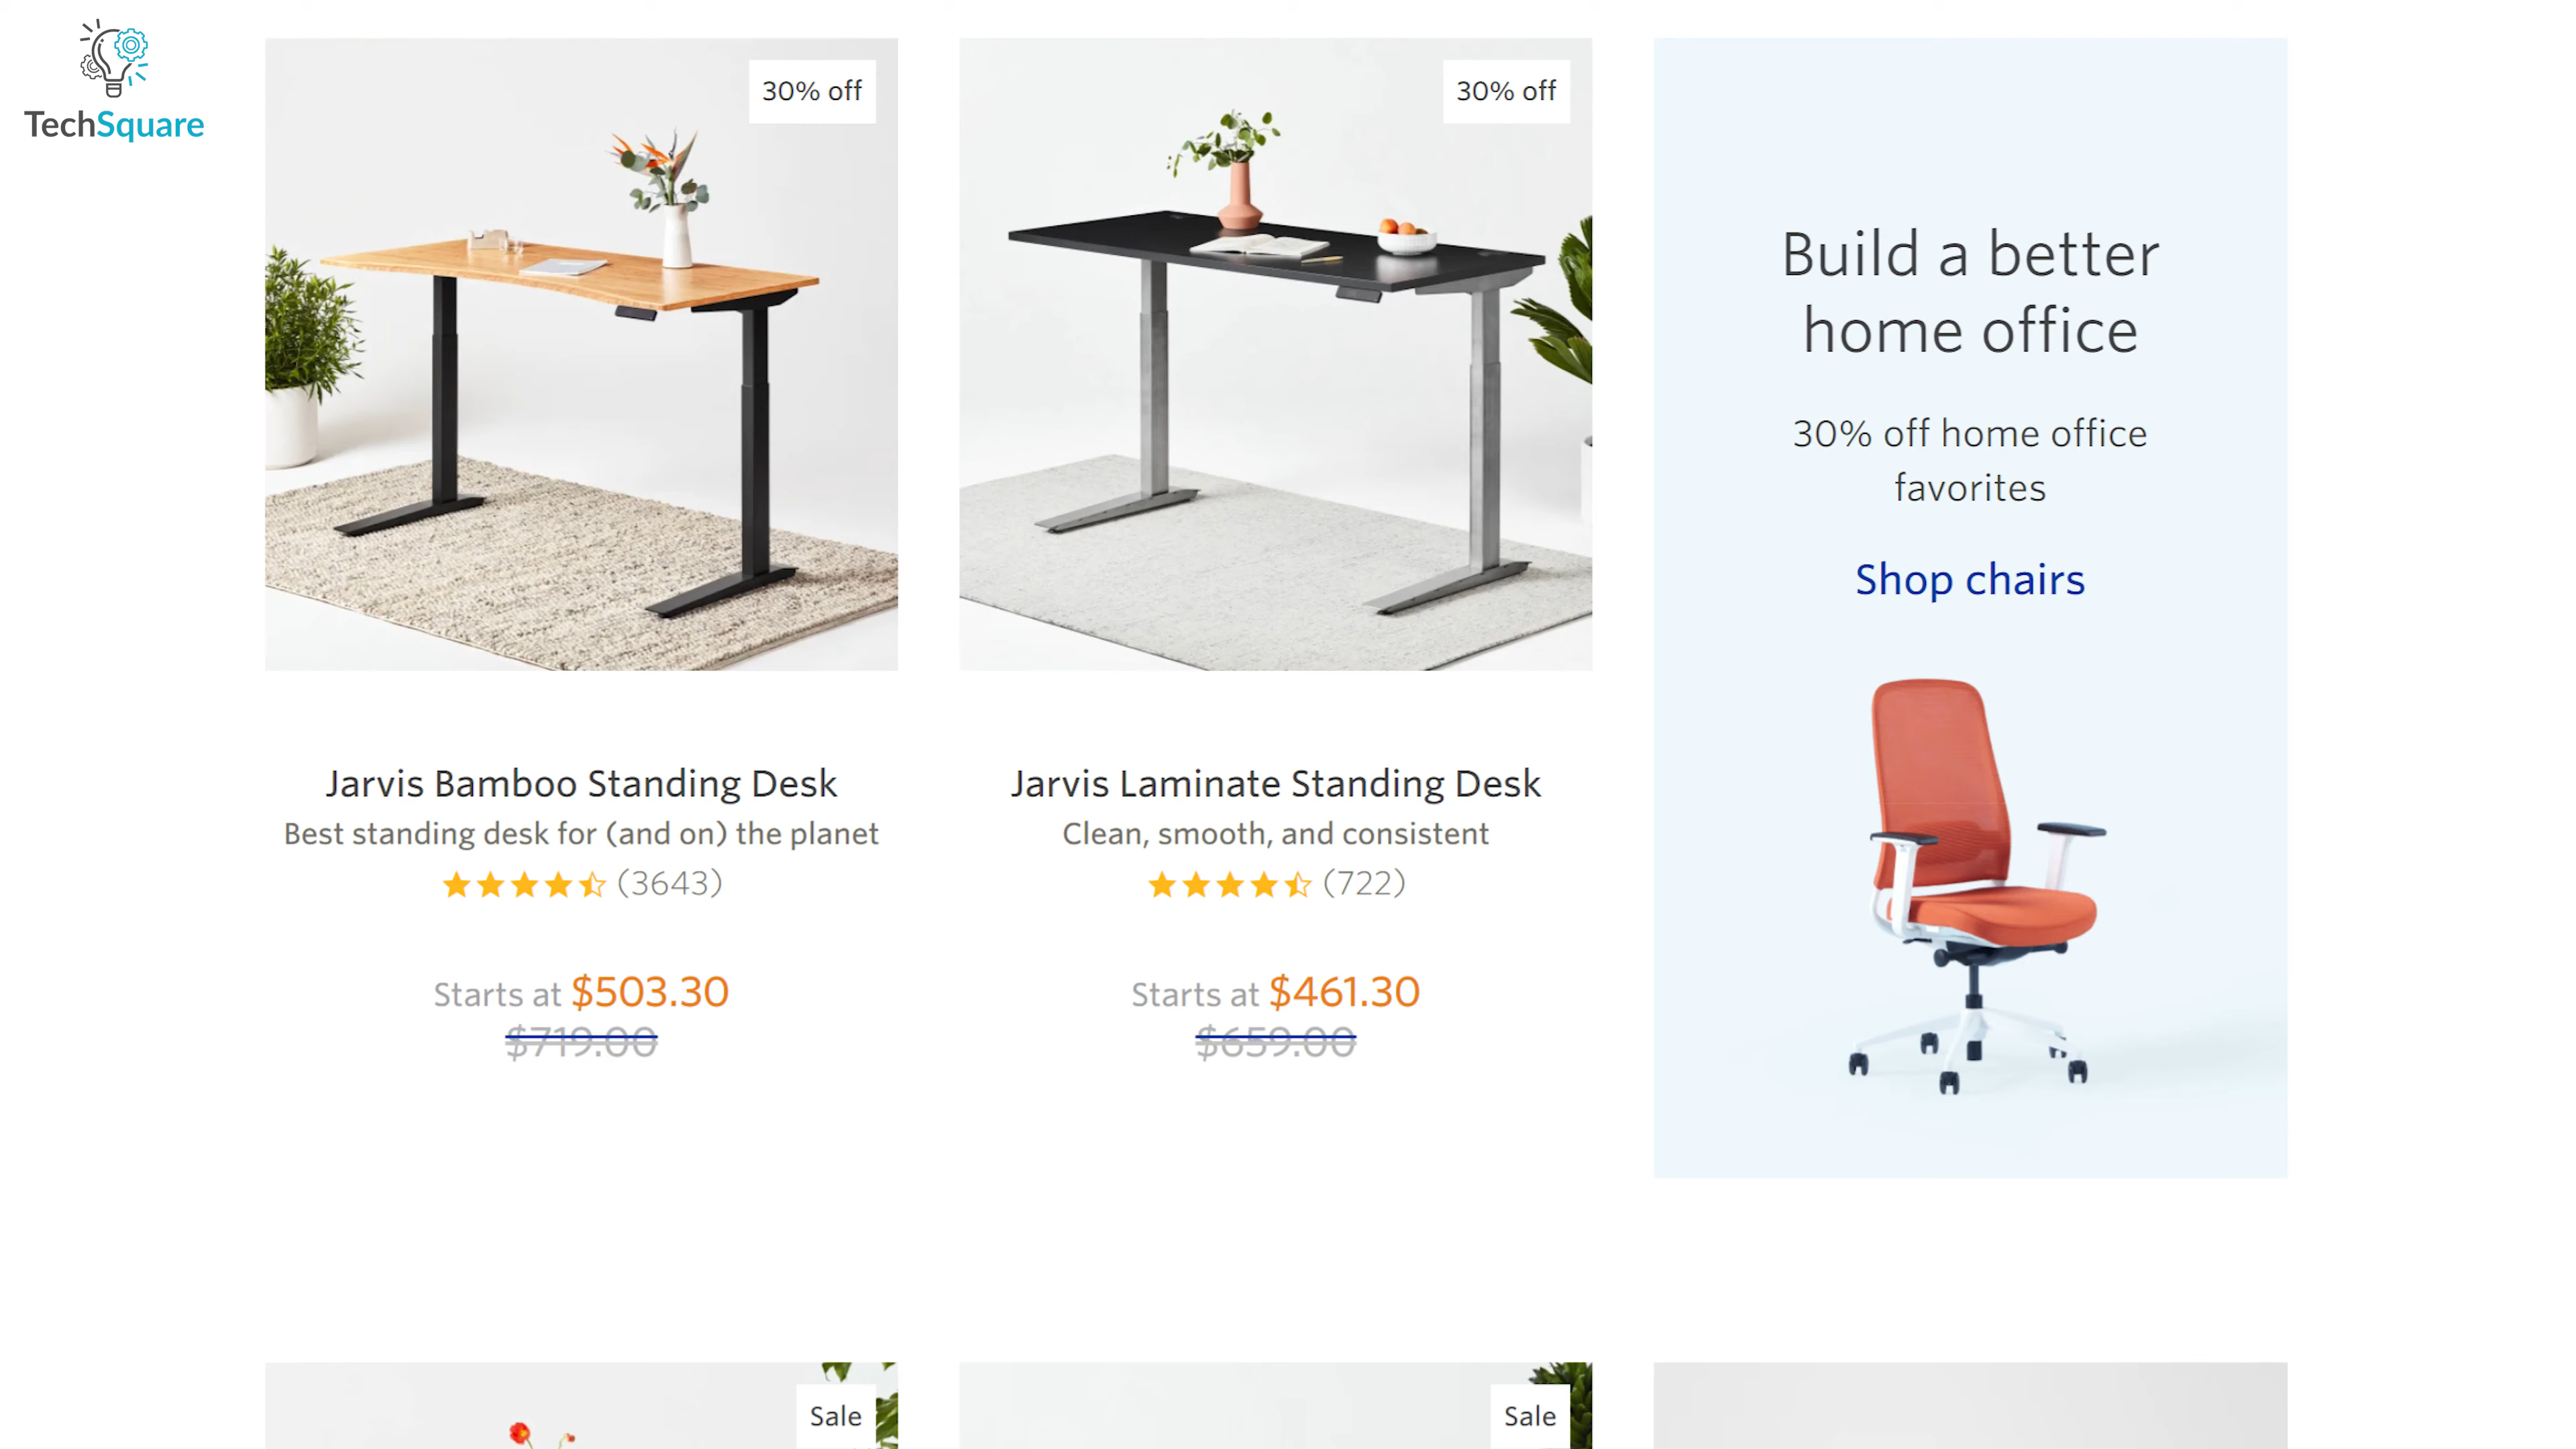 TechSquare
30% off
30% off
Build a better
home office
30% off home office
favorites
Shop chairs
Jarvis Bamboo Standing Desk
Best standing desk for (and on) the planet
(3643)
Starts at $503.30
$719.00
Jarvis Laminate Standing Desk
Clean, smooth, and consistent
(722)
Starts at $461.30
$659.00
Sale
Sale